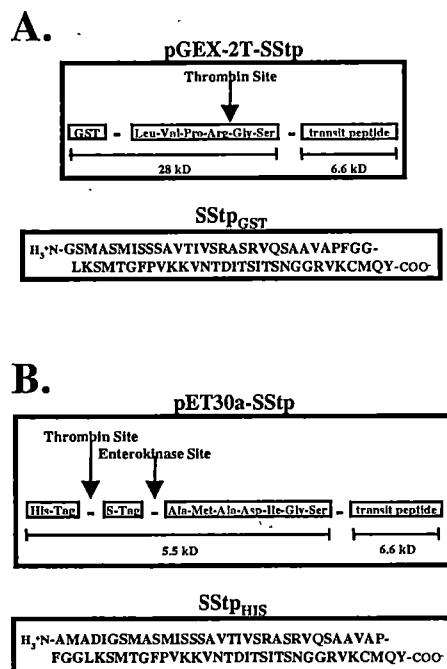 A.
pGEX-2T-SStp
Thrombin Site
GST - Leu-Val-Pro-Arg-Gly-Ser - transit peptide
28 kD 6.6 kD
SStpGST
H3+N-GSMASMISSSAVTIVSRASRVQSAAVAPFGG-
LKSMTGFPVKKVNTDITSITSNGGRVKCMQY-COO-
B.
pET30a-SStp
Thrombin Site
Enterokinase Site
His-Tag - S-Tag - Ala-Met-Ala-Asp-Ile-Gly-Ser - transit peptide
5.5 kD 6.6 kD
SStpHIS
H3+N-AMADIGSMASMISSSAVTIVSRASRVQSAAVAP-
FGGLKSMTGFPVKKVNTDITSITSNGGRVKCMQY-COO-